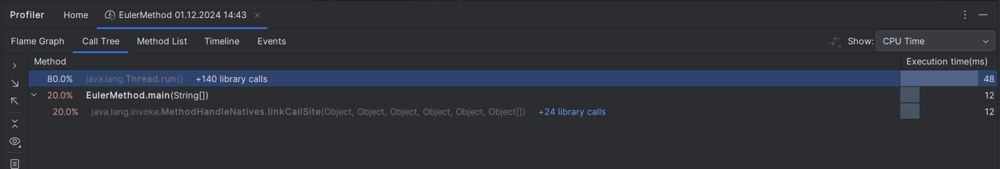 Profiler Home EulerMethod 01.12.2024 14:43
Flame Graph Call Tree Method List Timeline Events Show: CPU Time
Method Execution time(ms)
80.0% java.lang.Thread.run() +140 library calls 48
20.0% EulerMethod.main(String[]) 12
20.0% java.lang.invoke.MethodHandleNatives.linkCallSite(Object, Object, Object, Object, Object, Object[]) +24 library calls 12